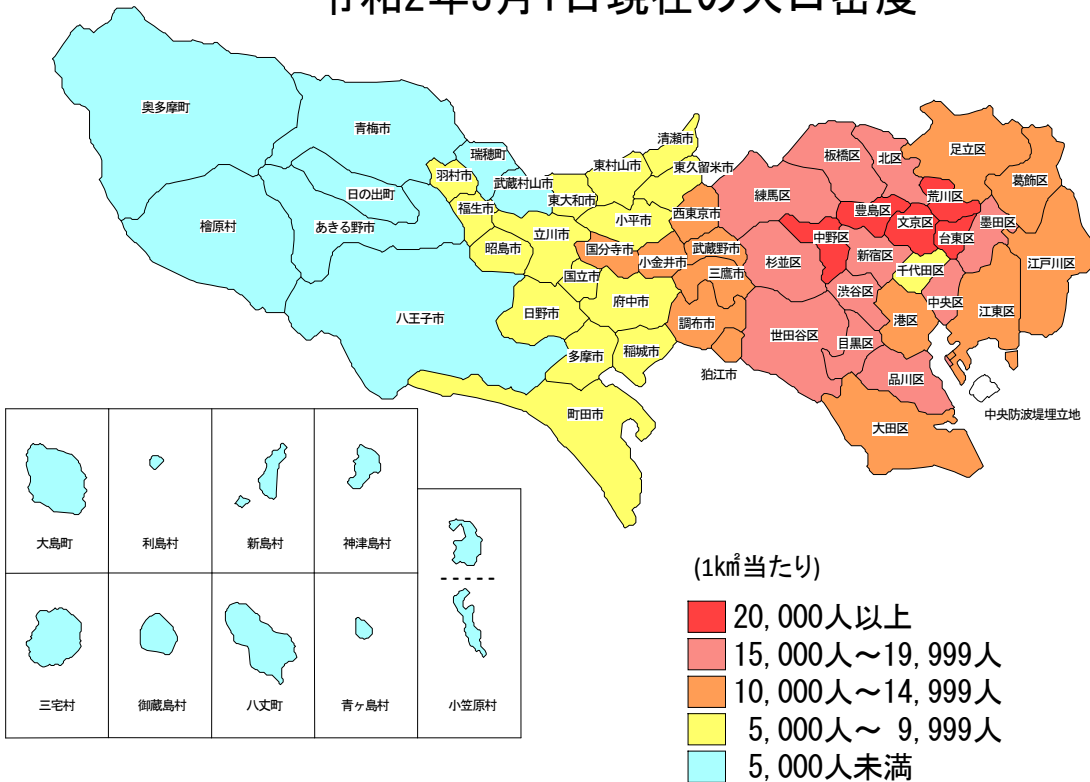 令和2年5月1日現在の人口密度
奥多摩町
青梅市
瑞穂町
羽村市
武蔵村山市
東大和市
東村山市
清瀬市
東久留米市
日の出町
檜原村
あきる野市
福生市
昭島市
立川市
小平市
西東京市
国分寺市
小金井市
武蔵野市
三鷹市
国立市
府中市
八王子市
日野市
調布市
多摩市
稲城市
狛江市
町田市
板橋区
北区
足立区
練馬区
豊島区
荒川区
葛飾区
文京区
台東区
墨田区
中野区
杉並区
新宿区
千代田区
江戸川区
渋谷区
中央区
江東区
港区
世田谷区
目黒区
品川区
大田区
中央防波堤埋立地
大島町
利島村
新島村
神津島村
三宅村
御蔵島村
八丈町
青ヶ島村
小笠原村
(1k㎡当たり)
20,000人以上
15,000人～19,999人
10,000人～14,999人
5,000人～ 9,999人
5,000人未満